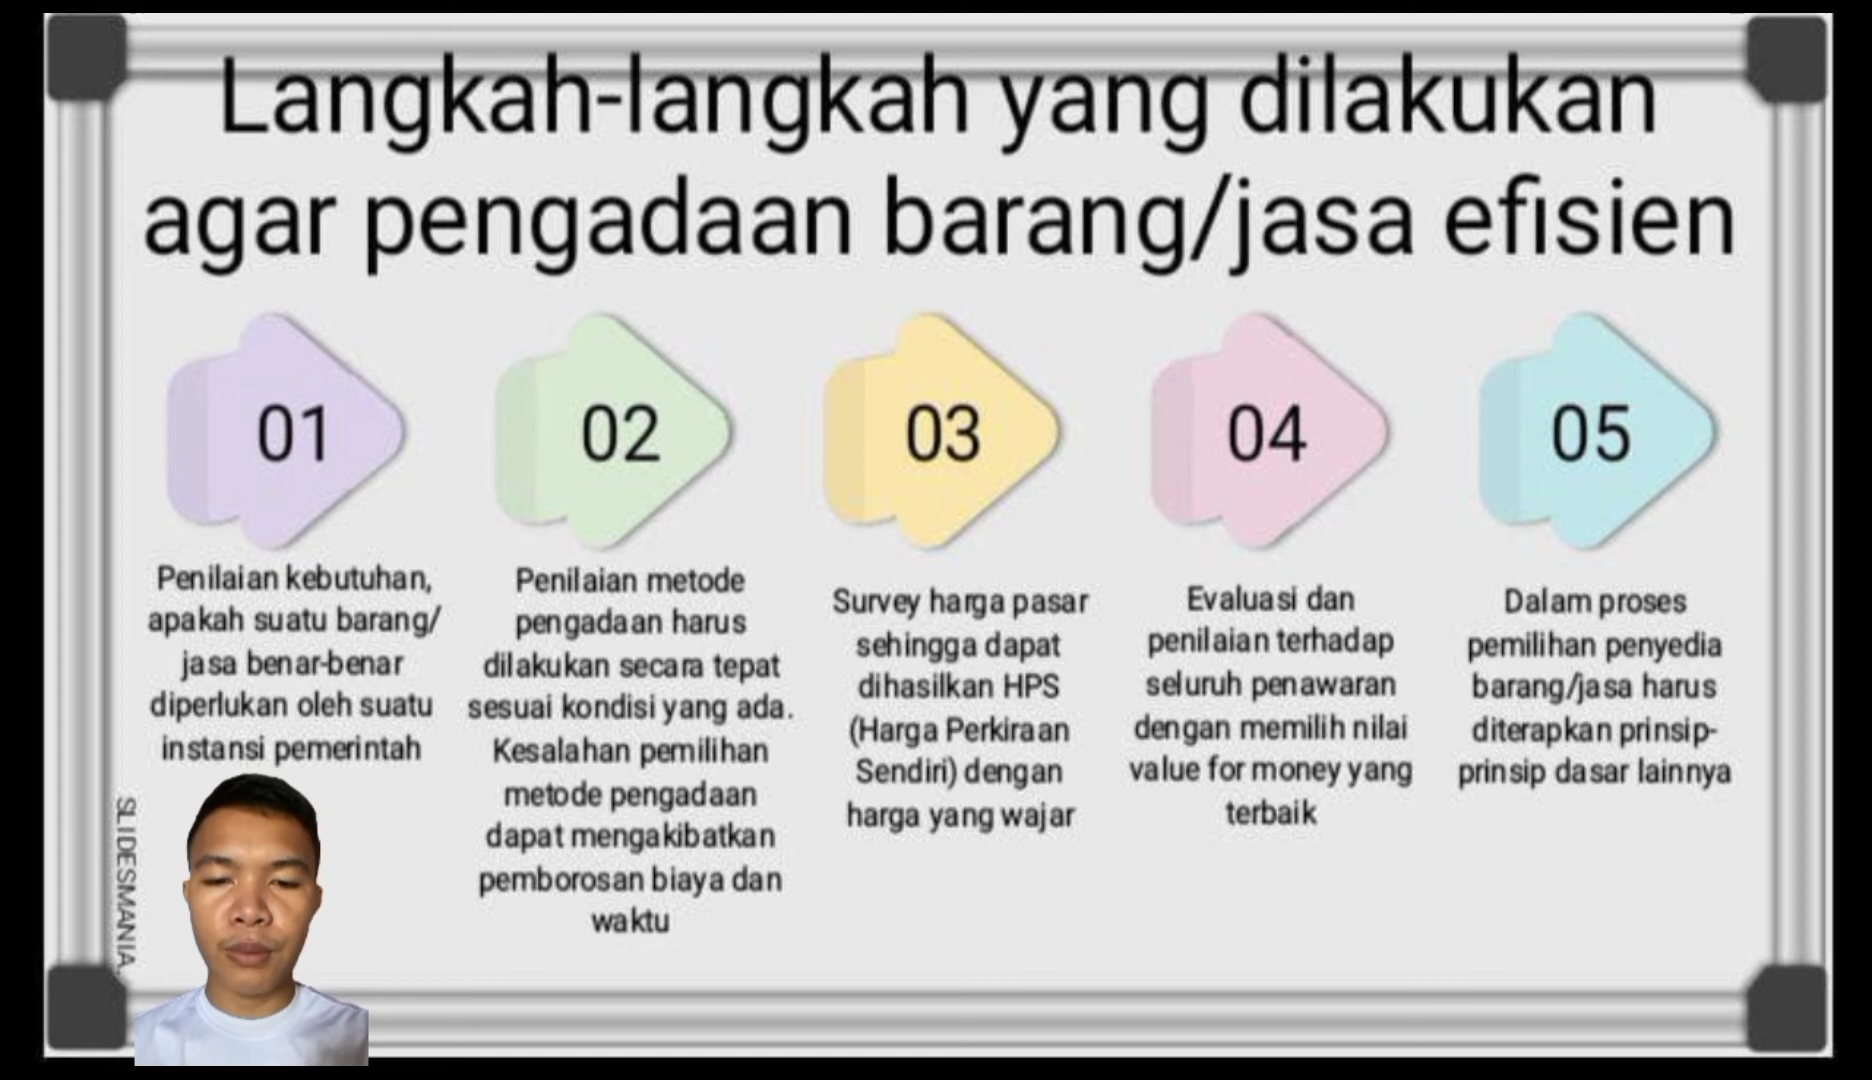 Langkah-langkah yang dilakukan
agar pengadaan barang/jasa efisien
01
Penilaian kebutuhan,
apakah suatu barang/
jasa benar-benar
diperlukan oleh suatu
instansi pemerintah
02
Penilaian metode
pengadaan harus
dilakukan secara tepat
sesuai kondisi yang ada.
Kesalahan pemilihan
metode pengadaan
dapat mengakibatkan
pemborosan biaya dan
waktu
03
Survey harga pasar
sehingga dapat
dihasilkan HPS
(Harga Perkiraan
Sendiri) dengan
harga yang wajar
04
Evaluasi dan
penilaian terhadap
seluruh penawaran
dengan memilih nilai
value for money yang
terbaik
05
Dalam proses
pemilihan penyedia
barang/jasa harus
diterapkan prinsip-
prinsip dasar lainnya
SLIDESMANIA.